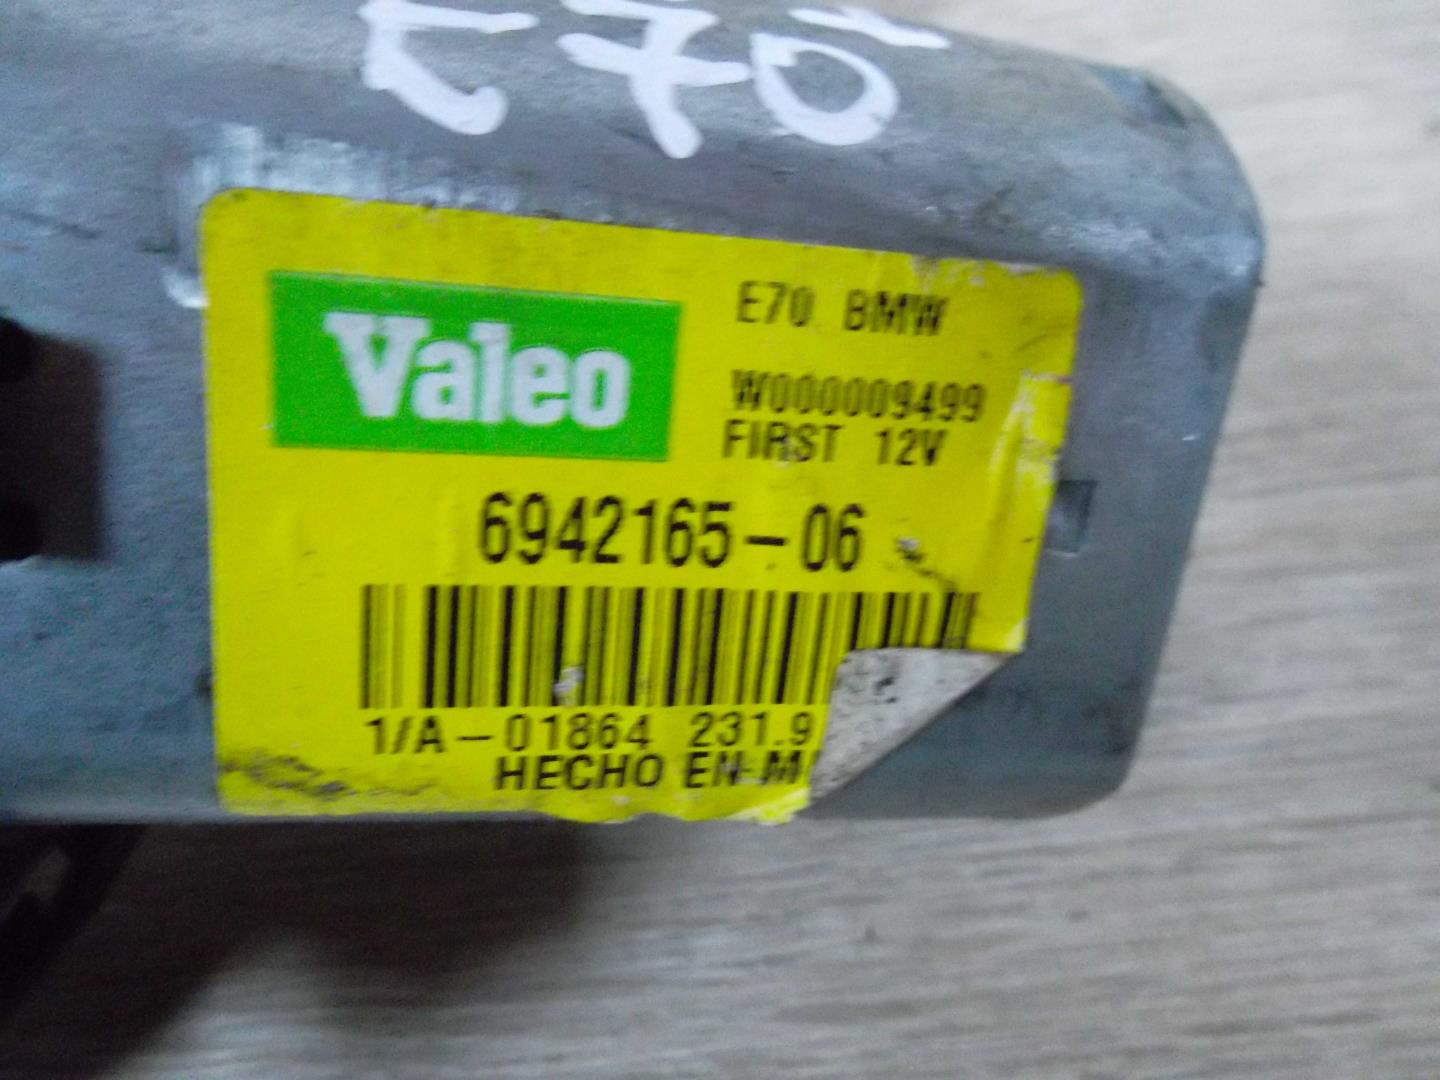 E70
Valeo
E70 BMW
W000009499
FIRST 12V
6942165-06
1/A-01864 231.9
HECHO EN M